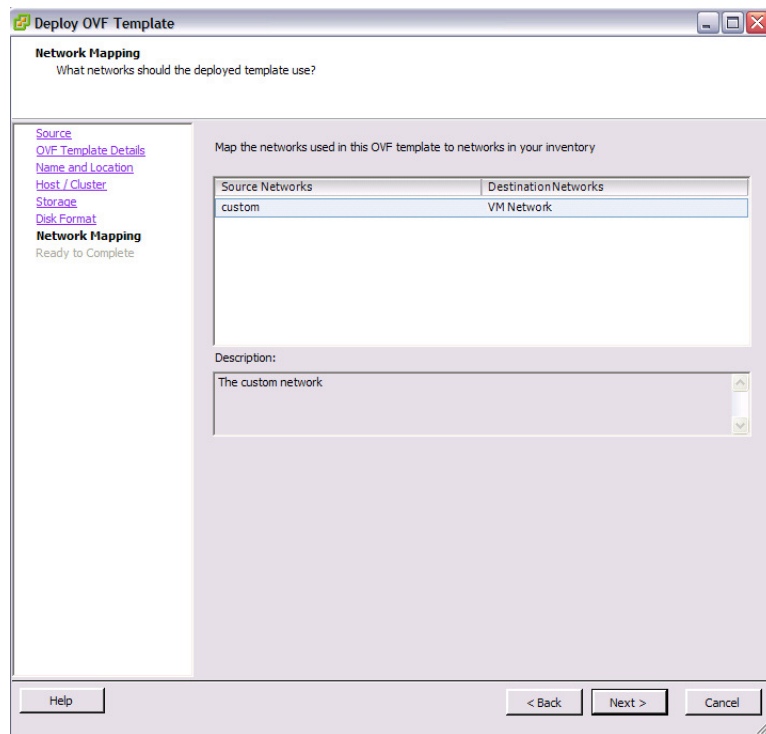 Deploy OVF Template
Network Mapping
What networks should the deployed template use?
Source
OVF Template Details
Name and Location
Host / Cluster
Storage
Disk Format
Network Mapping
Ready to Complete
Map the networks used in this OVF template to networks in your inventory
Source Networks DestinationNetworks
custom VM Network
Description:
The custom network
Help < Back Next > Cancel